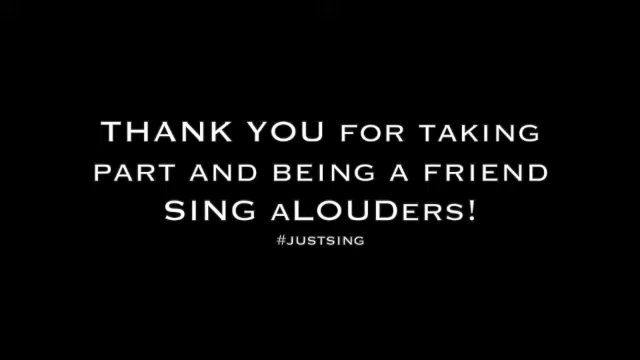 THANK YOU FOR TAKING
PART AND BEING A FRIEND
SING aLOUDERS!
#JUSTSING